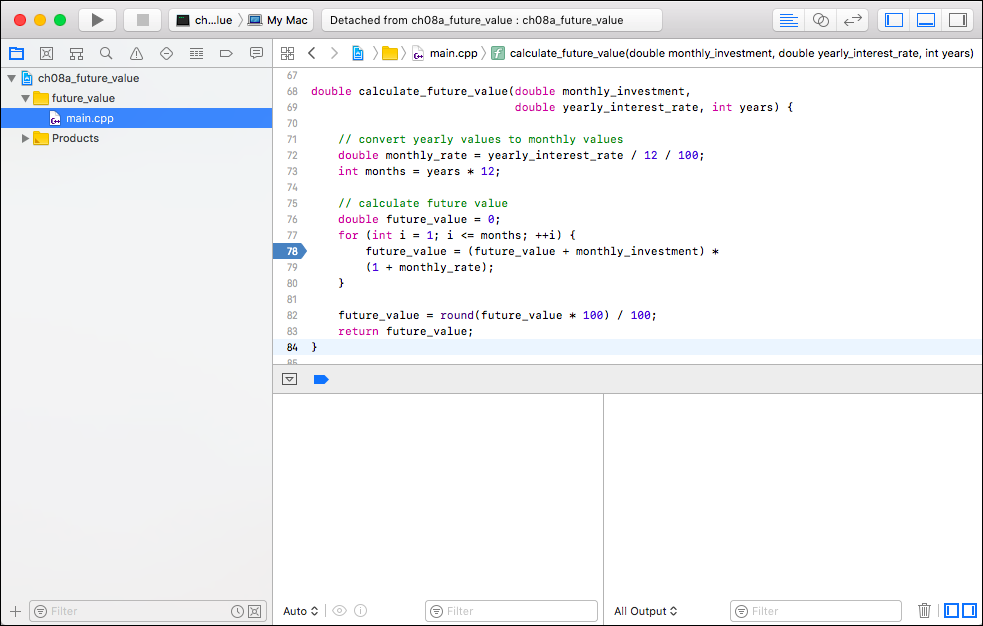 ch...lue
My Mac
Detached from ch08a_future_value : ch08a_future_value
main.cpp
calculate_future_value(double monthly_investment, double yearly_interest_rate, int years)
ch08a_future_value
future_value
main.cpp
Products
67
68 double calculate_future_value(double monthly_investment,
69 double yearly_interest_rate, int years) {
70
71 // convert yearly values to monthly values
72 double monthly_rate = yearly_interest_rate / 12 / 100;
73 int months = years * 12;
74
75 // calculate future value
76 double future_value = 0;
77 for (int i = 1; i <= months; ++i) {
78 future_value = (future_value + monthly_investment) *
79 (1 + monthly_rate);
80 }
81
82 future_value = round(future_value * 100) / 100;
83 return future_value;
84 }
85
Filter
Auto
Filter
All Output
Filter